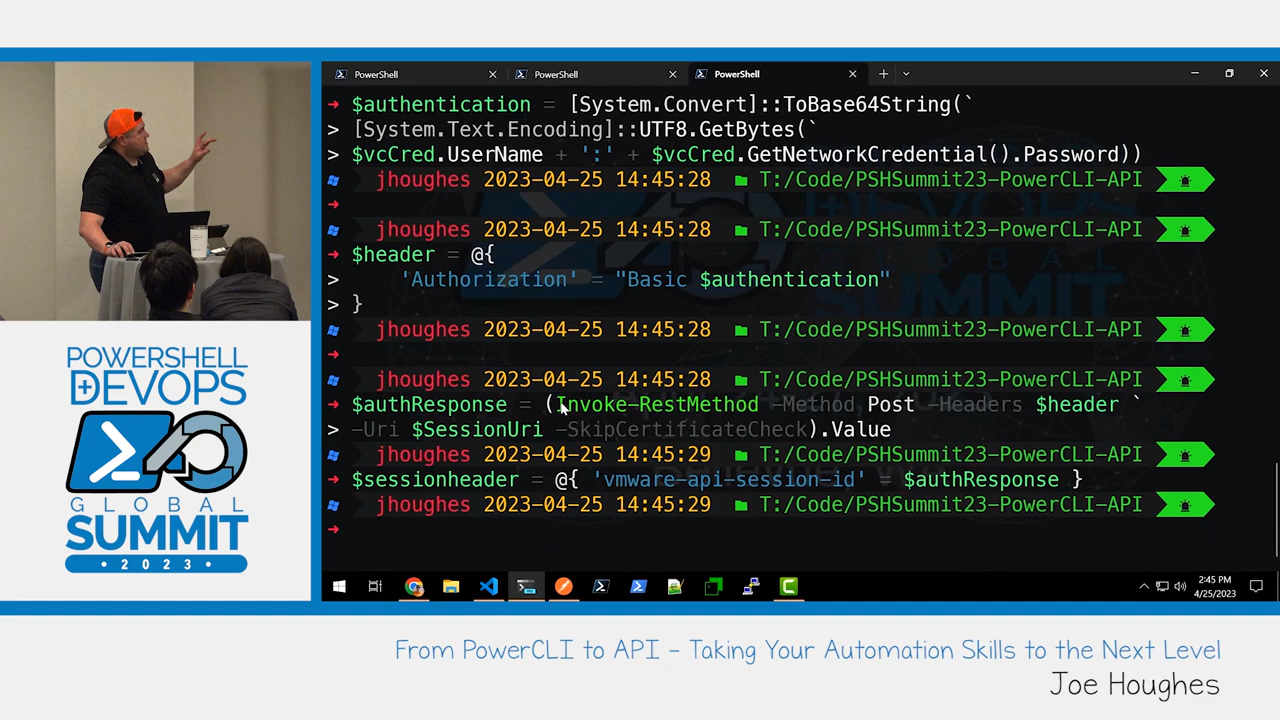 PowerShell
PowerShell
PowerShell
➜ $authentication = [System.Convert]::ToBase64String(`
> [System.Text.Encoding]::UTF8.GetBytes(`
> $vcCred.UserName + ':' + $vcCred.GetNetworkCredential().Password))
jhoughes 2023-04-25 14:45:28 T:/Code/PSHSummit23-PowerCLI-API
➜
jhoughes 2023-04-25 14:45:28 T:/Code/PSHSummit23-PowerCLI-API
➜ $header = @{
> 'Authorization' = "Basic $authentication"
> }
jhoughes 2023-04-25 14:45:28 T:/Code/PSHSummit23-PowerCLI-API
➜
jhoughes 2023-04-25 14:45:28 T:/Code/PSHSummit23-PowerCLI-API
➜ $authResponse = (Invoke-RestMethod -Method Post -Headers $header `
> -Uri $SessionUri -SkipCertificateCheck).Value
jhoughes 2023-04-25 14:45:29 T:/Code/PSHSummit23-PowerCLI-API
➜ $sessionheader = @{ 'vmware-api-session-id' = $authResponse }
jhoughes 2023-04-25 14:45:29 T:/Code/PSHSummit23-PowerCLI-API
➜
2:45 PM
4/25/2023
POWERSHELL
+DEVOPS
GLOBAL
SUMMIT
• 2023 •
From PowerCLI to API - Taking Your Automation Skills to the Next Level
Joe Houghes